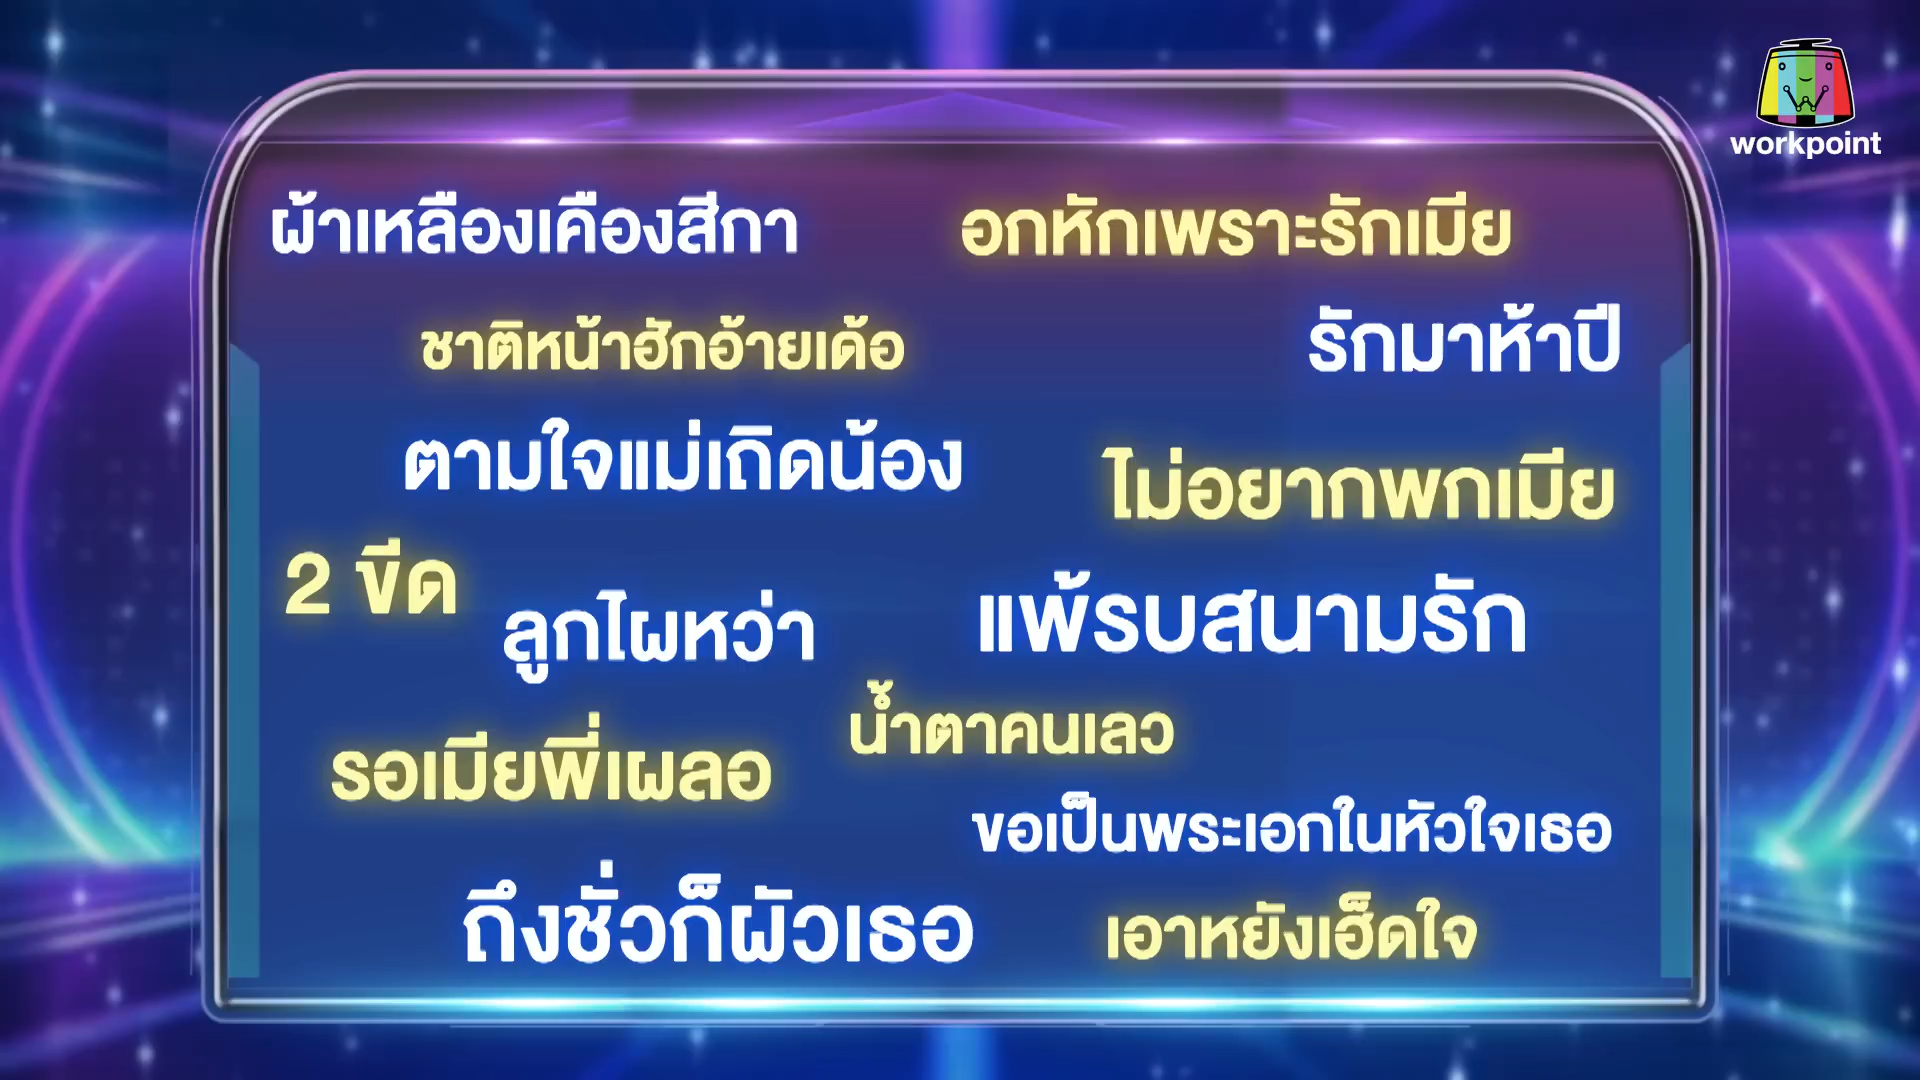 workpoint
ผ้าเหลืองเคืองสีกา
อกหักเพราะรักเมีย
ชาติหน้าฮักอ้ายเด้อ
รักมาห้าปี
ตามใจแม่เถิดน้อง
ไม่อยากพกเมีย
2 ขีด
ลูกไผหว่า
แพ้รบสนามรัก
รอเมียพี่เผลอ
น้ำตาคนเลว
ขอเป็นพระเอกในหัวใจเธอ
ถึงชั่วก็ผัวเธอ
เอาหยังเฮ็ดใจ